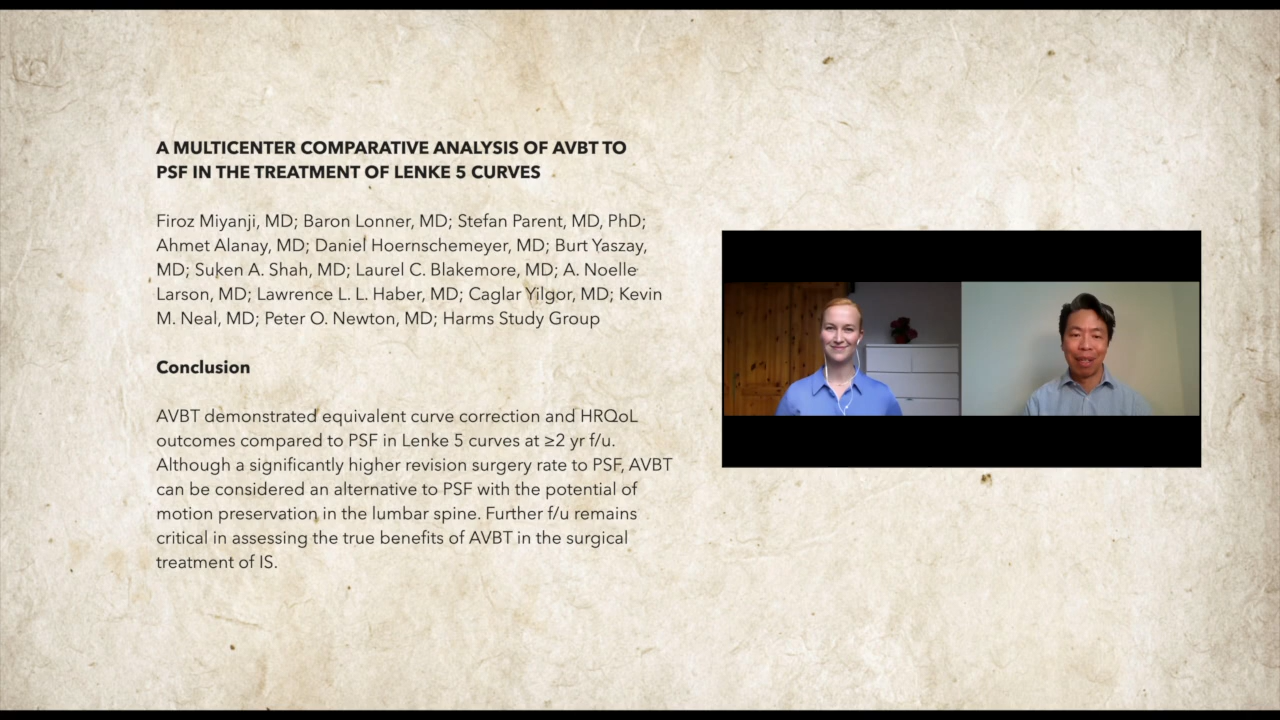 A MULTICENTER COMPARATIVE ANALYSIS OF AVBT TO
PSF IN THE TREATMENT OF LENKE 5 CURVES
Firoz Miyanji, MD; Baron Lonner, MD; Stefan Parent, MD, PhD;
Ahmet Alanay, MD; Daniel Hoernschemeyer, MD; Burt Yaszay,
MD; Suken A. Shah, MD; Laurel C. Blakemore, MD; A. Noelle
Larson, MD; Lawrence L. L. Haber, MD; Caglar Yilgor, MD; Kevin
M. Neal, MD; Peter O. Newton, MD; Harms Study Group
Conclusion
AVBT demonstrated equivalent curve correction and HRQoL
outcomes compared to PSF in Lenke 5 curves at ≥2 yr f/u.
Although a significantly higher revision surgery rate to PSF, AVBT
can be considered an alternative to PSF with the potential of
motion preservation in the lumbar spine. Further f/u remains
critical in assessing the true benefits of AVBT in the surgical
treatment of IS.